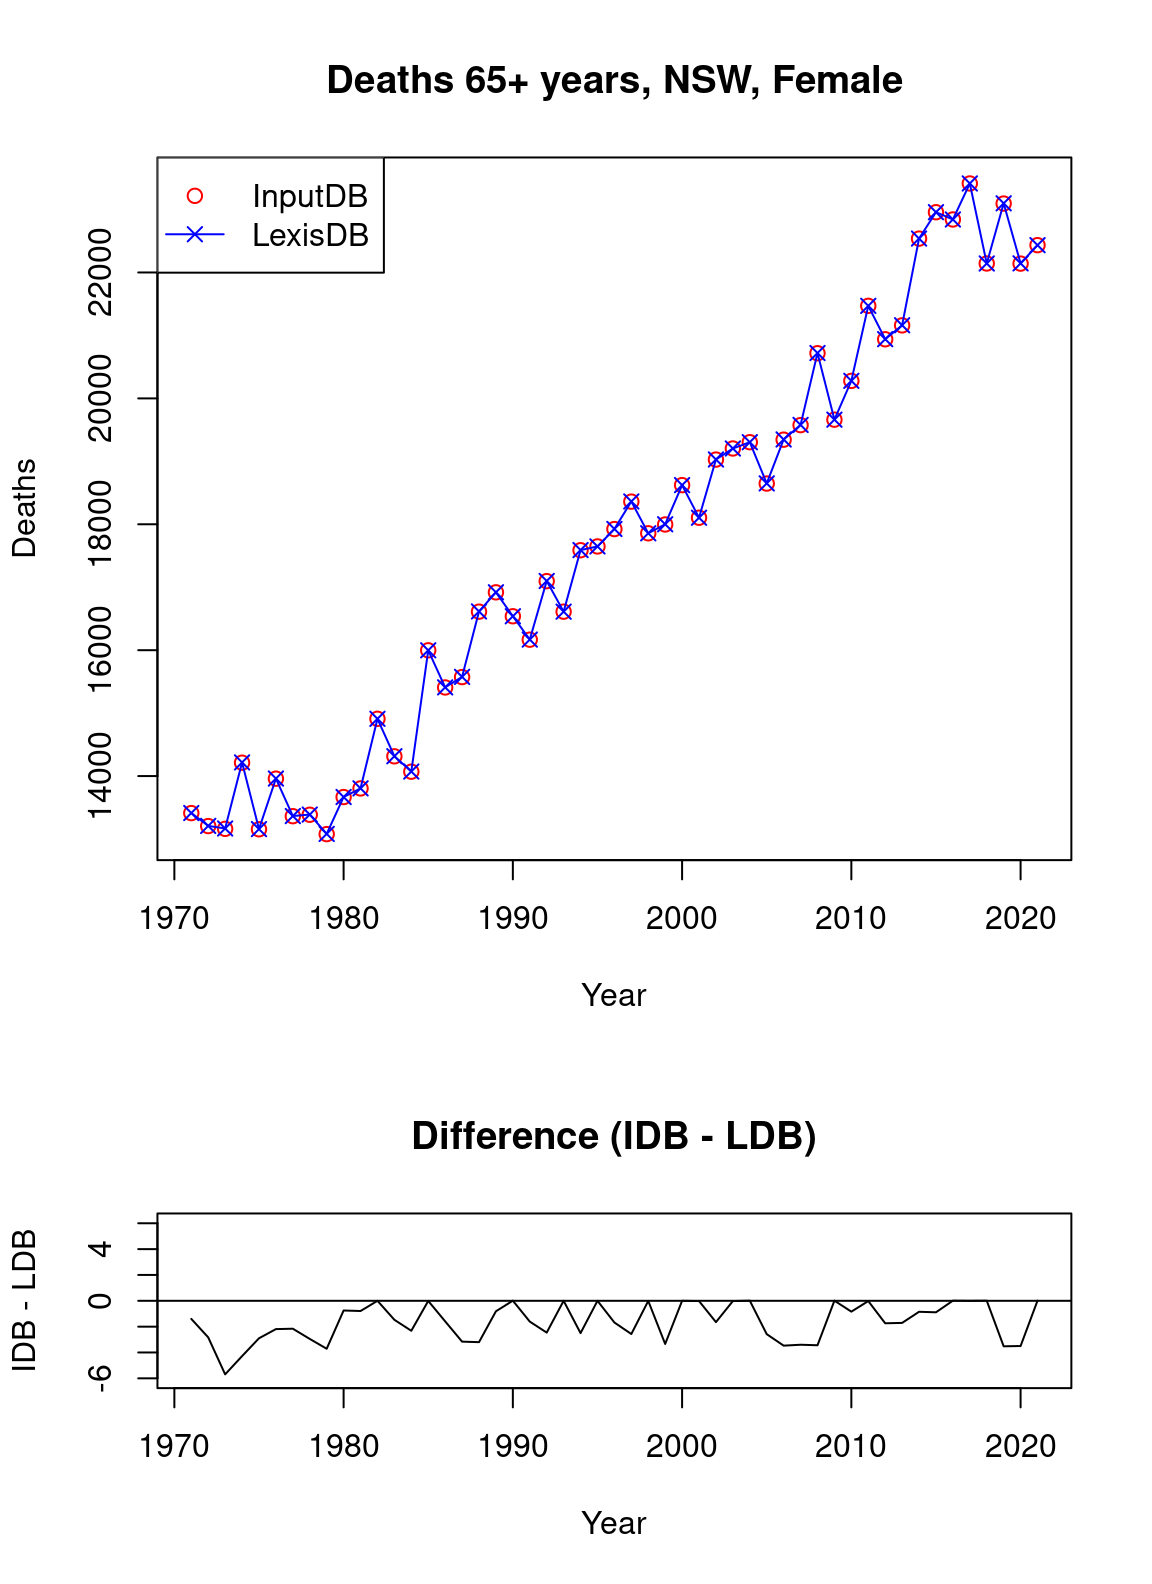 Deaths 65+ years, NSW, Female
InputDB
LexisDB
Deaths
22000
20000
18000
16000
14000
1970 1980 1990 2000 2010 2020
Year
Difference (IDB - LDB)
IDB - LDB
4
0
-6
1970 1980 1990 2000 2010 2020
Year